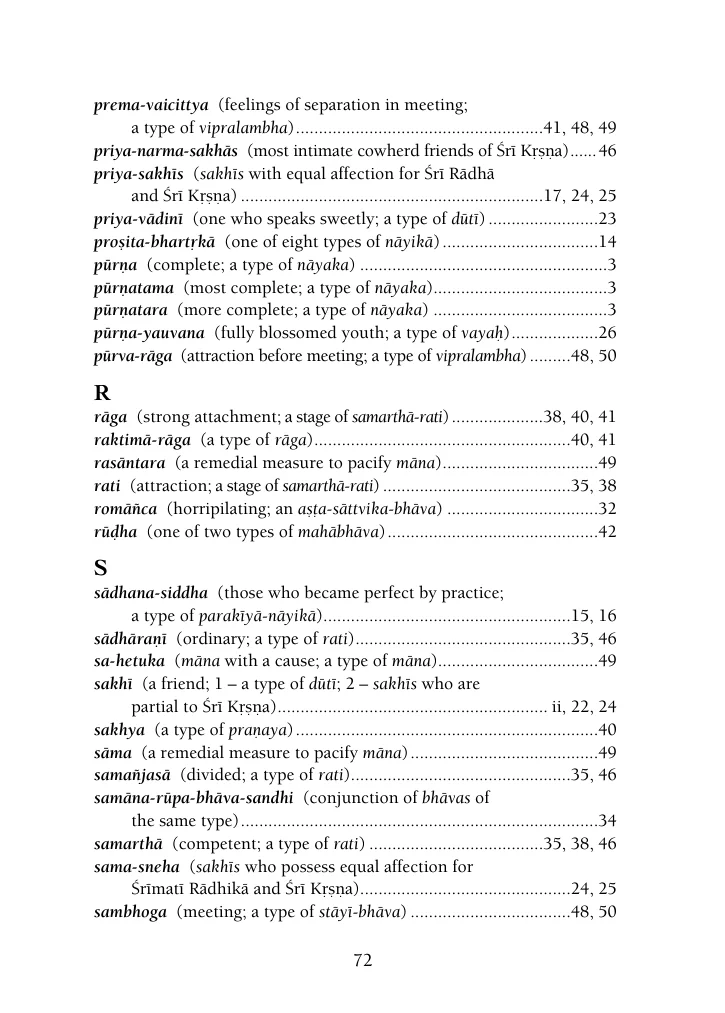 prema-vaicittya (feelings of separation in meeting;
a type of vipralambha)......................................................41, 48, 49
priya-narma-sakhās (most intimate cowherd friends of Śrī Kṛṣṇa)......46
priya-sakhīs (sakhīs with equal affection for Śrī Rādhā
and Śrī Kṛṣṇa)..................................................................17, 24, 25
priya-vādinī (one who speaks sweetly; a type of dūtī)........................23
proṣita-bhartṛkā (one of eight types of nāyikā)..................................14
pūrṇa (complete; a type of nāyaka)......................................................3
pūrṇatama (most complete; a type of nāyaka)......................................3
pūrṇatara (more complete; a type of nāyaka)......................................3
pūrṇa-yauvana (fully blossomed youth; a type of vayaḥ)...................26
pūrva-rāga (attraction before meeting; a type of vipralambha).........48, 50
R
rāga (strong attachment; a stage of samarthā-rati)....................38, 40, 41
raktimā-rāga (a type of rāga)........................................................40, 41
rasāntara (a remedial measure to pacify māna)..................................49
rati (attraction; a stage of samarthā-rati).........................................35, 38
romāñca (horripilating; an aṣṭa-sāttvika-bhāva).................................32
rūḍha (one of two types of mahābhāva)..............................................42
S
sādhana-siddha (those who became perfect by practice;
a type of parakīyā-nāyikā)......................................................15, 16
sādhāraṇī (ordinary; a type of rati)...............................................35, 46
sa-hetuka (māna with a cause; a type of māna)...................................49
sakhī (a friend; 1 – a type of dūtī; 2 – sakhīs who are
partial to Śrī Kṛṣṇa)........................................................... ii, 22, 24
sakhya (a type of praṇaya)..................................................................40
sāma (a remedial measure to pacify māna).........................................49
samañjasā (divided; a type of rati)................................................35, 46
samāna-rūpa-bhāva-sandhi (conjunction of bhāvas of
the same type)..............................................................................34
samarthā (competent; a type of rati)......................................35, 38, 46
sama-sneha (sakhīs who possess equal affection for
Śrīmatī Rādhikā and Śrī Kṛṣṇa)..............................................24, 25
sambhoga (meeting; a type of stāyī-bhāva)...................................48, 50
72